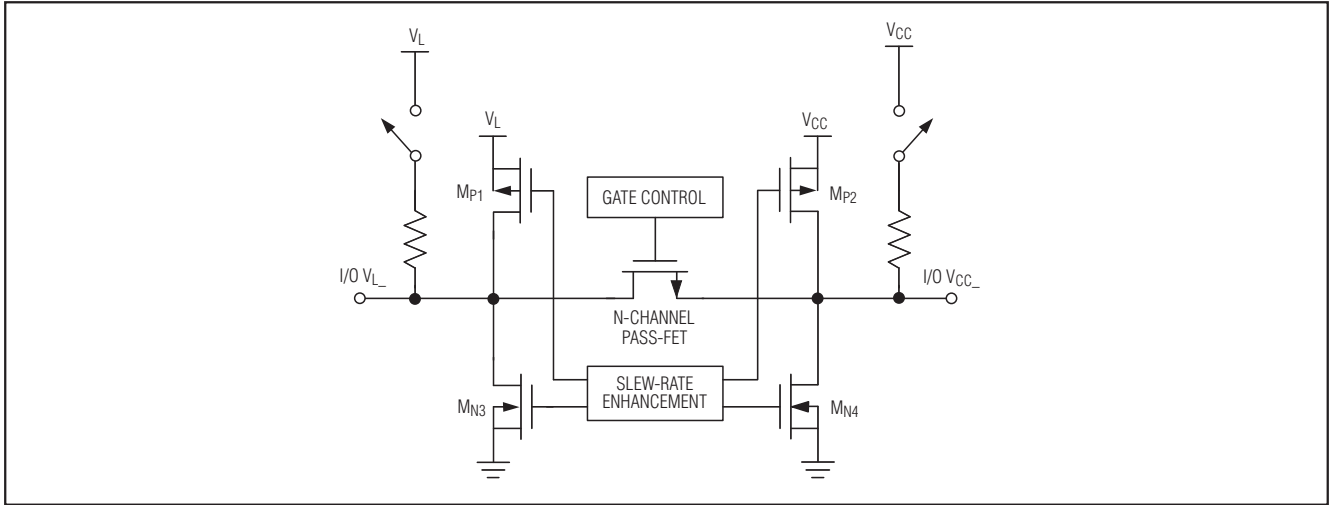 V_L
V_CC
V_L
V_CC
M_P1
GATE CONTROL
M_P2
I/O V_L_
I/O V_CC_
N-CHANNEL
PASS-FET
SLEW-RATE
ENHANCEMENT
M_N3
M_N4